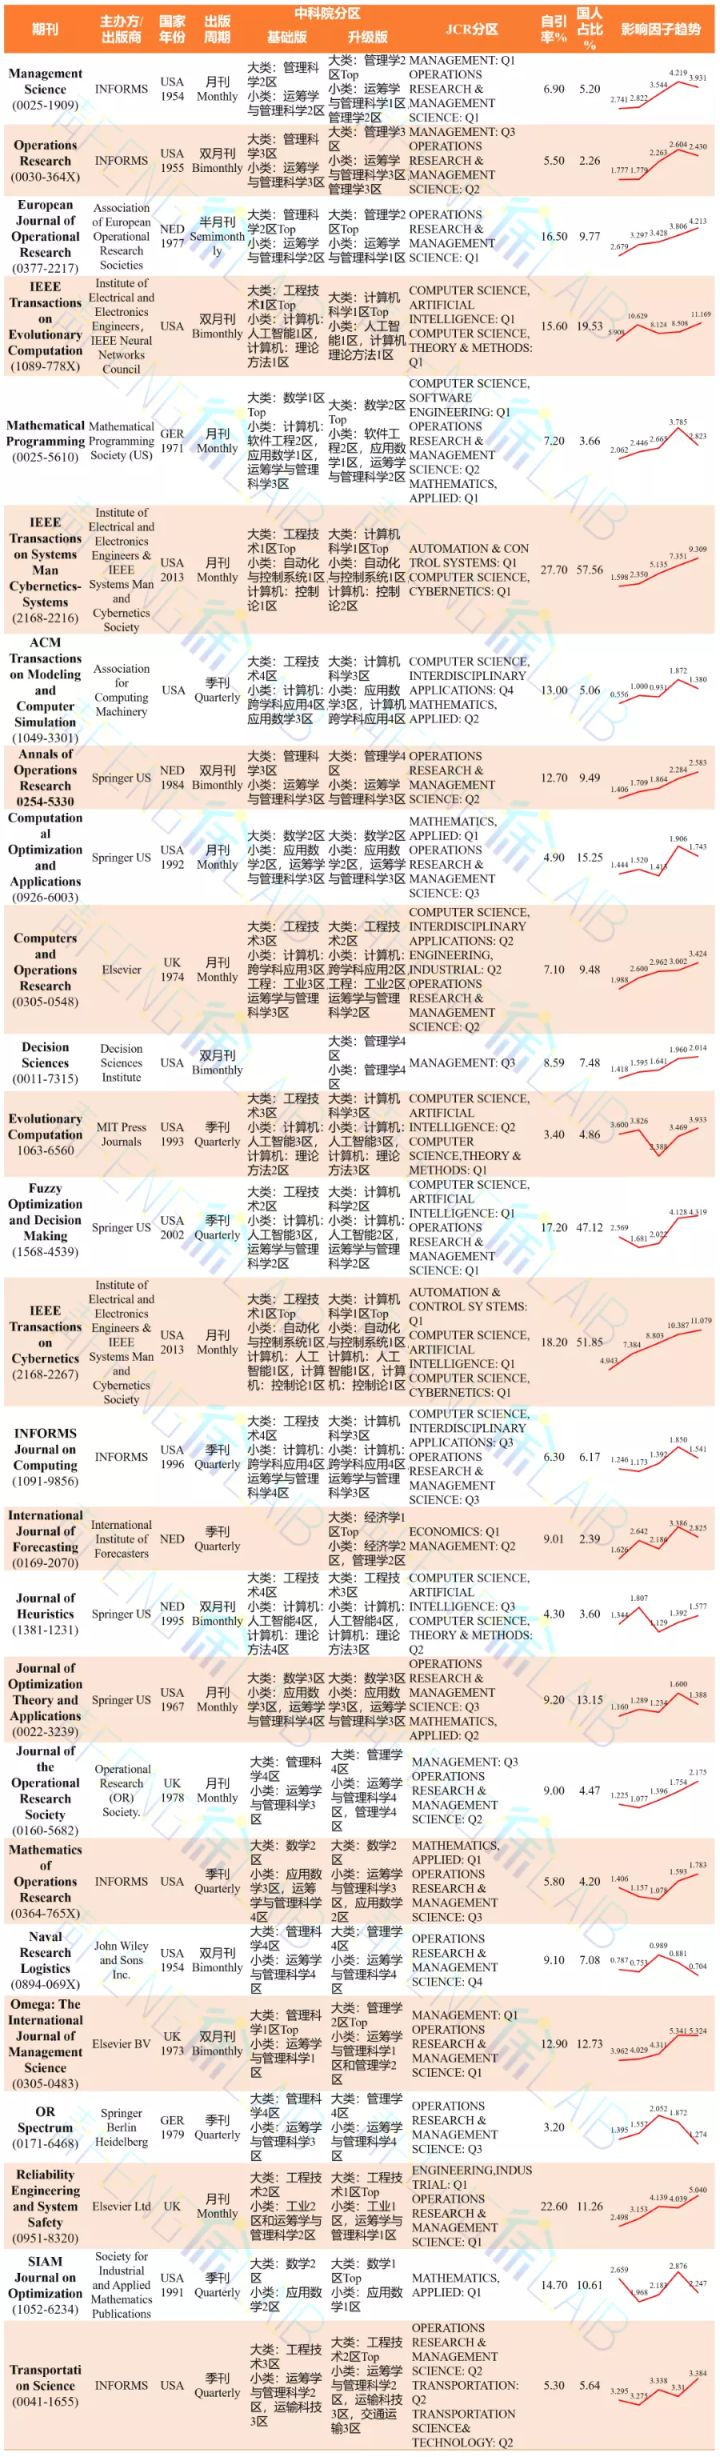 期刊
主办方/
出版商
国家
年份
出版
周期
中科院分区
基础版
升级版
JCR分区
自引
率%
国人
占比
%
影响因子趋势
Management
Science
(0025-1909)
INFORMS
USA
1954
月刊
Monthly
大类：管理科
学2区
小类：运筹学
与管理科学2区
大类：管理学2
区Top
小类：运筹学
与管理科学1区,
管理学2区
MANAGEMENT: Q1
OPERATIONS
RESEARCH &
MANAGEMENT
SCIENCE: Q1
6.90
5.20
2.741 2.822 3.544 4.219 3.931
Operations
Research
(0030-364X)
INFORMS
USA
1955
双月刊
Bimonthly
大类：管理科
学3区
小类：运筹学
与管理科学3区
大类：管理学3
区
小类：运筹学
与管理科学3区,
管理学3区
MANAGEMENT: Q3
OPERATIONS
RESEARCH &
MANAGEMENT
SCIENCE: Q2
5.50
2.26
1.777 1.779 2.263 2.604 2.430
European
Journal of
Operational
Research
(0377-2217)
Association
of European
Operational
Research
Societies
NED
1977
半月刊
Semimonth
ly
大类：管理科
学2区Top
小类：运筹学
与管理科学2区
大类：管理学2
区Top
小类：运筹学
与管理科学1区
OPERATIONS
RESEARCH &
MANAGEMENT
SCIENCE: Q1
16.50
9.77
2.679 3.297 3.428 3.806 4.213
IEEE
Transactions
on
Evolutionary
Computation
(1089-778X)
Institute of
Electrical and
Electronics
Engineers，
IEEE Neural
Networks
Council
USA
双月刊
Bimonthly
大类：工程技
术1区Top
小类：计算机：
人工智能1区，
计算机：理论
方法1区
大类：计算机
科学1区Top
小类：人工智
能1区，计算机
理论方法1区
COMPUTER SCIENCE,
ARTIFICIAL
INTELLIGENCE: Q1
COMPUTER SCIENCE,
THEORY & METHODS:
Q1
15.60
19.53
5.908 10.629 8.124 8.508 11.169
Mathematical
Programming
(0025-5610)
Mathematical
Programming
Society (US)
GER
1971
月刊
Monthly
大类：数学1区
Top
小类：计算机：
软件工程2区，
应用数学1区，
运筹学与管理
科学3区
大类：数学2区
Top
小类：软件工
程2区，应用数
学1区，运筹学
与管理科学2区
COMPUTER SCIENCE,
SOFTWARE
ENGINEERING: Q1
OPERATIONS
RESEARCH &
MANAGEMENT
SCIENCE: Q2
MATHEMATICS,
APPLIED: Q1
7.20
3.66
2.062 2.446 2.665 3.785 2.823
IEEE
Transactions
on Systems
Man
Cybernetics-
Systems
(2168-2216)
Institute of
Electrical and
Electronics
Engineers &
IEEE
Systems Man
and
Cybernetics
Society
USA
2013
月刊
Monthly
大类：工程技
术1区Top
小类：自动化
与控制系统1区,
计算机：控制
论1区
大类：计算机
科学1区Top
小类：自动化
与控制系统1区,
计算机：控制
论2区
AUTOMATION & CON
TROL SYSTEMS: Q1
COMPUTER SCIENCE,
CYBERNETICS: Q1
27.70
57.56
1.598 2.350 5.135 7.351 9.309
ACM
Transactions
on Modeling
and
Computer
Simulation
(1049-3301)
Association
for
Computing
Machinery
USA
季刊
Quarterly
大类：工程技
术4区
小类：计算机：
跨学科应用4区,
应用数学3区
大类：计算机
科学3区
小类：应用数
学3区，计算机
跨学科应用4区
COMPUTER SCIENCE,
INTERDISCIPLINARY
APPLICATIONS: Q4
MATHEMATICS,
APPLIED: Q2
13.00
5.06
0.556 1.000 0.931 1.872 1.380
Annals of
Operations
Research
0254-5330
Springer US
NED
1984
双月刊
Bimonthly
大类：管理科
学3区
小类：运筹学
与管理科学3区
大类：管理学4
区
小类：运筹学
与管理科学3区
OPERATIONS
RESEARCH &
MANAGEMENT
SCIENCE: Q2
12.70
9.49
1.406 1.709 1.864 2.284 2.583
Computation
al
Optimization
and
Applications
(0926-6003)
Springer US
USA
1992
月刊
Monthly
大类：数学2区
小类：应用数
学2区，运筹学
与管理科学3区
大类：数学2区
小类：应用数
学2区，运筹学
与管理科学3区
MATHEMATICS,
APPLIED: Q1
OPERATIONS
RESEARCH &
MANAGEMENT
SCIENCE: Q3
4.90
15.25
1.444 1.520 1.413 1.906 1.743
Computers
and
Operations
Research
(0305-0548)
Elsevier
UK
1974
月刊
Monthly
大类：工程技
术3区
小类：计算机：
跨学科应用3区,
工程：工业3区,
运筹学与管理
科学3区
大类：工程技
术2区
小类：计算机：
跨学科应用2区,
工程：工业2区,
运筹学与管理
科学2区
COMPUTER SCIENCE,
INTERDISCIPLINARY
APPLICATIONS: Q2
ENGINEERING,
INDUSTRIAL: Q2
OPERATIONS
RESEARCH &
MANAGEMENT
SCIENCE: Q2
7.10
9.48
1.988 2.600 2.962 3.002 3.424
Decision
Sciences
(0011-7315)
Decision
Sciences
Institute
USA
双月刊
Bimonthly
大类：管理学4
区
小类：管理学4
区
MANAGEMENT: Q3
8.59
7.48
1.418 1.595 1.641 1.960 2.014
Evolutionary
Computation
1063-6560
MIT Press
Journals
USA
1993
季刊
Quarterly
大类：工程技
术3区
小类：计算机：
人工智能3区，
计算机：理论
方法2区
大类：计算机
科学3区
小类：计算机：
人工智能3区，
计算机：理论
方法3区
COMPUTER SCIENCE,
ARTIFICIAL
INTELLIGENCE: Q2
COMPUTER
SCIENCE,THEORY &
METHODS: Q1
3.40
4.86
3.600 3.826 2.388 3.469 3.933
Fuzzy
Optimization
and Decision
Making
(1568-4539)
Springer US
USA
2002
季刊
Quarterly
大类：工程技
术2区
小类：计算机：
人工智能3区，
运筹学与管理
科学2区
大类：计算机
科学2区
小类：计算机：
人工智能2区，
运筹学与管理
科学2区
COMPUTER SCIENCE,
ARTIFICIAL
INTELLIGENCE: Q1
OPERATIONS
RESEARCH &
MANAGEMENT
SCIENCE: Q1
17.20
47.12
2.569 1.681 2.022 4.128 4.319
IEEE
Transactions
on
Cybernetics
(2168-2267)
Institute of
Electrical and
Electronics
Engineers &
IEEE
Systems Man
and
Cybernetics
Society
USA
2013
月刊
Monthly
大类：工程技
术1区Top
小类：自动化
与控制系统1区,
计算机：人工
智能1区，计算
机：控制论1区
大类：计算机
科学1区Top
小类：自动化
与控制系统1区,
计算机：人工
智能1区，计算
机：控制论1区
AUTOMATION &
CONTROL SY STEMS:
Q1
COMPUTER SCIENCE,
ARTIFICIAL
INTELLIGENCE: Q1
COMPUTER SCIENCE,
CYBERNETICS: Q1
18.20
51.85
4.943 7.384 8.803 10.387 11.079
INFORMS
Journal on
Computing
(1091-9856)
INFORMS
USA
1996
季刊
Quarterly
大类：工程技
术4区
小类：计算机：
跨学科应用4区,
运筹学与管理
科学4区
大类：计算机
科学3区
小类：计算机：
跨学科应用4区
运筹学与管理
科学3区
COMPUTER SCIENCE,
INTERDISCIPLINARY
APPLICATIONS: Q3
OPERATIONS
RESEARCH &
MANAGEMENT
SCIENCE: Q3
6.30
6.17
1.246 1.173 1.392 1.850 1.541
International
Journal of
Forecasting
(0169-2070)
International
Institute of
Forecasters
NED
季刊
Quarterly
大类：经济学1
区Top
小类：经济学2
区，管理学2区
ECONOMICS: Q1
MANAGEMENT: Q2
9.01
2.39
1.626 2.642 2.186 3.386 2.825
Journal of
Heuristics
(1381-1231)
Springer US
NED
1995
双月刊
Bimonthly
大类：工程技
术4区
小类：计算机：
人工智能4区，
计算机：理论
方法4区
大类：工程技
术3区
小类：计算机：
人工智能4区，
计算机：理论
方法3区
COMPUTER SCIENCE,
ARTIFICIAL
INTELLIGENCE: Q3
COMPUTER SCIENCE,
THEORY & METHODS:
Q2
4.30
3.60
1.344 1.807 1.129 1.392 1.577
Journal of
Optimization
Theory and
Applications
(0022-3239)
Springer US
USA
1967
月刊
Monthly
大类：数学3区
小类：应用数
学3区，运筹学
与管理科学4区
大类：数学3区
小类：应用数
学3区，运筹学
与管理科学3区
OPERATIONS
RESEARCH &
MANAGEMENT
SCIENCE: Q3
MATHEMATICS,
APPLIED: Q2
9.20
13.15
1.160 1.289 1.234 1.600 1.388
Journal of
the
Operational
Research
Society
(0160-5682)
Operational
Research
(OR)
Society.
UK
1978
月刊
Monthly
大类：管理科
学4区
小类：运筹学
与管理科学3
区
大类：管理学
4区
小类：运筹学
与管理科学4
区，管理学4区
MANAGEMENT: Q3
OPERATIONS
RESEARCH &
MANAGEMENT
SCIENCE: Q2
9.00
4.47
1.225 1.077 1.396 1.754 2.175
Mathematics
of
Operations
Research
(0364-765X)
INFORMS
USA
季刊
Quarterly
大类：数学2
区
小类：应用数
学3区，运筹
学与管理科学
4区
大类：数学2
区
小类：运筹学
与管理科学3
区，应用数学
2区
MATHEMATICS,
APPLIED: Q1
OPERATIONS
RESEARCH &
MANAGEMENT
SCIENCE: Q3
5.80
4.20
1.406 1.157 1.078 1.593 1.783
Naval
Research
Logistics
(0894-069X)
John Wiley
and Sons
Inc.
USA
1954
双月刊
Bimonthly
大类：管理科
学4区
小类：运筹学
与管理科学4
区
大类：管理学
4区
小类：运筹学
与管理科学4
区
OPERATIONS
RESEARCH &
MANAGEMENT
SCIENCE: Q4
9.10
7.08
0.787 0.753 0.989 0.881 0.704
Omega: The
International
Journal of
Management
Science
(0305-0483)
Elsevier BV
UK
1973
双月刊
Bimonthly
大类：管理科
学1区Top
小类：运筹学
与管理科学1
区
大类：管理学
2区Top
小类：运筹学
与管理科学1
区和管理学2
区
MANAGEMENT: Q1
OPERATIONS
RESEARCH &
MANAGEMENT
SCIENCE: Q1
12.90
12.73
3.962 4.029 4.311 5.341 5.324
OR
Spectrum
(0171-6468)
Springer
Berlin
Heidelberg
GER
1979
季刊
Quarterly
大类：管理科
学4区
小类：运筹学
与管理科学3
区
大类：管理学
4区
小类：运筹学
与管理科学4
区
OPERATIONS
RESEARCH &
MANAGEMENT
SCIENCE: Q3
3.20
1.395 1.557 2.052 1.872 1.274
Reliability
Engineering
and System
Safety
(0951-8320)
Elsevier Ltd
UK
月刊
Monthly
大类：工程技
术2区
小类：工业2
区和运筹学与
管理科学2区
大类：工程技
术1区Top
小类：工业1
区，运筹学与
管理科学1区
ENGINEERING,INDUS
TRIAL: Q1
OPERATIONS
RESEARCH &
MANAGEMENT
SCIENCE: Q1
22.60
11.26
2.498 3.153 4.139 4.039 5.040
SIAM
Journal on
Optimization
(1052-6234)
Society for
Industrial
and Applied
Mathematics
Publications
USA
1991
季刊
Quarterly
大类：数学2
区
小类：应用数
学2区
大类：数学1
区Top
小类：应用数
学1区
MATHEMATICS,
APPLIED: Q1
14.70
10.61
2.659 1.968 2.183 2.876 2.247
Transportati
on Science
(0041-1655)
INFORMS
USA
季刊
Quarterly
大类：工程技
术3区
小类：运筹学
与管理科学2
区，运输科技
3区
大类：工程技
术2区Top
小类：运筹学
与管理科学2
区，运输科技
3区，交通运
输3区
OPERATIONS
RESEARCH &
MANAGEMENT
SCIENCE: Q2
TRANSPORTATION:
Q2
TRANSPORTATION
SCIENCE&
TECHNOLOGY: Q2
5.30
5.64
3.295 3.275 3.338 3.31 3.384